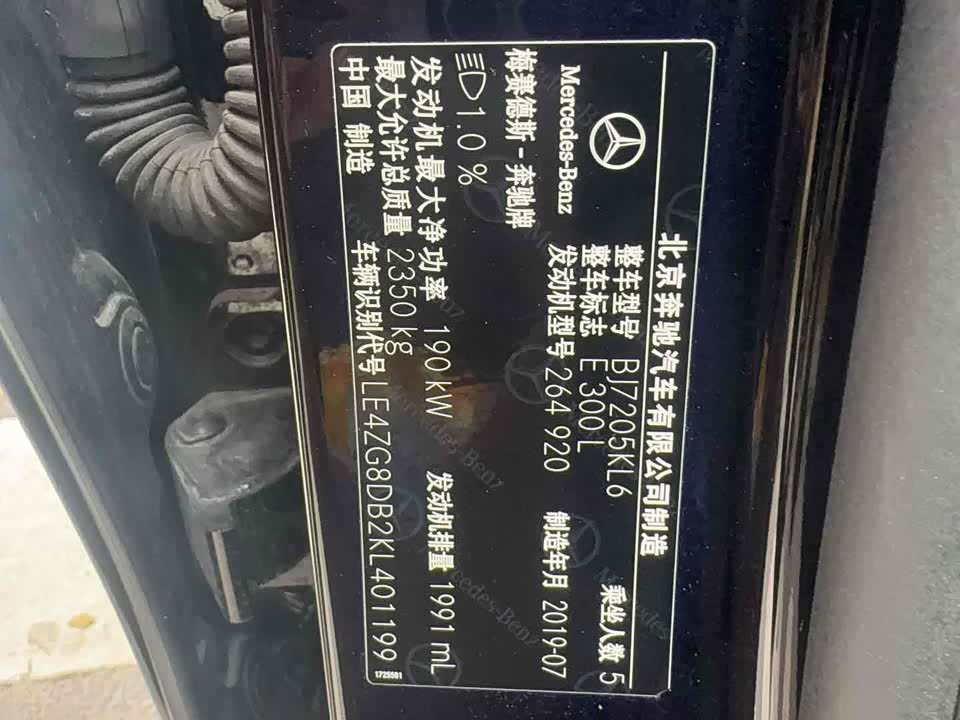 北京奔驰汽车有限公司制造
Mercedes-Benz
梅赛德斯-奔驰牌
整车型号 BJ7205KL6 乘坐人数 5
整车标志 E 300 L
发动机型号 264 920 制造年月 2019-07
1.0 %
发动机最大净功率 190 kW 发动机排量 1991 mL
最大允许总质量 2350 kg
车辆识别代号 LE4ZG8DB2KL401199
中国 制造
1725591